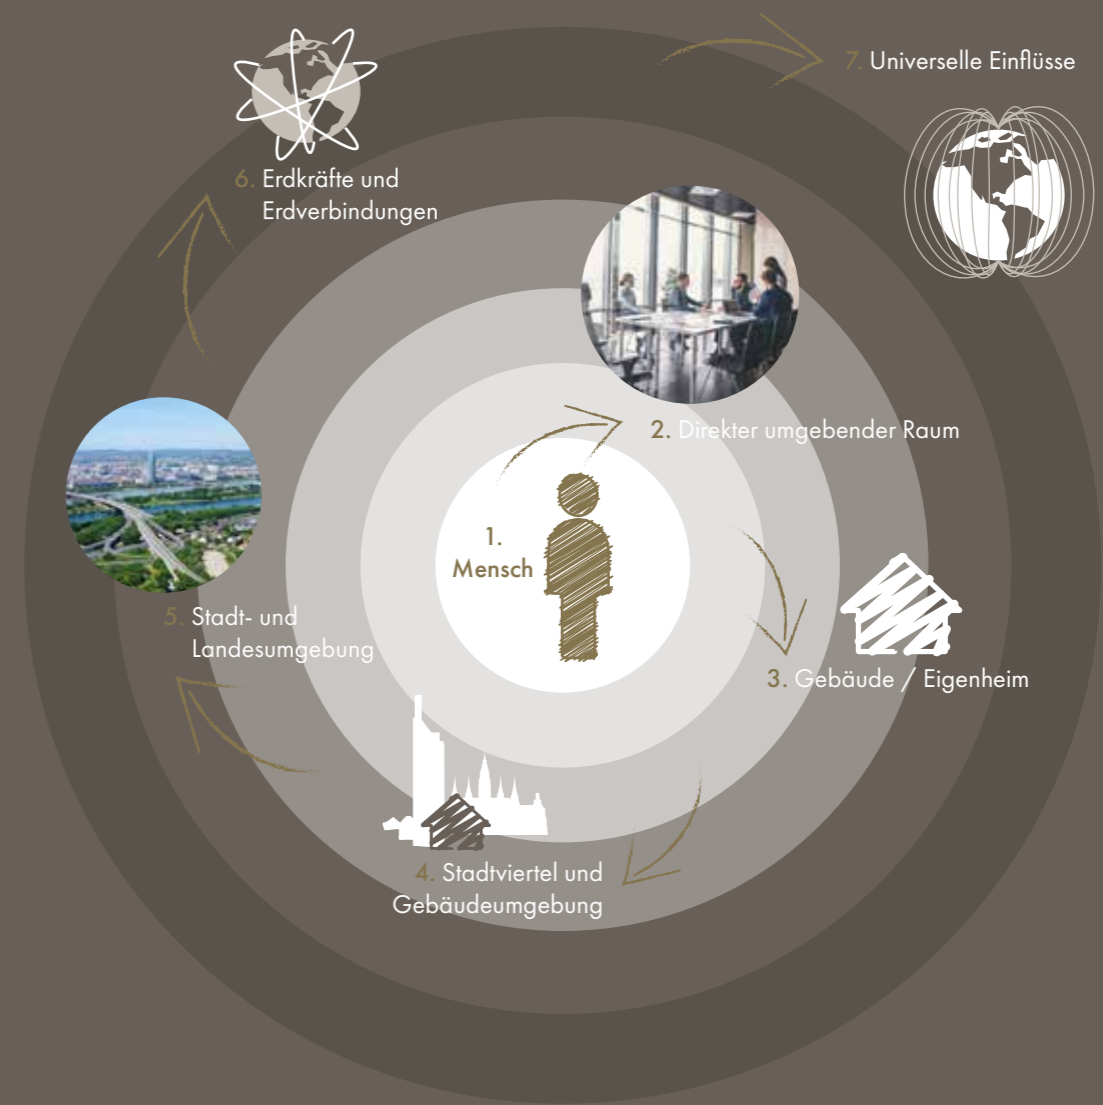 1.
Mensch
2. Direkter umgebender Raum
3. Gebäude / Eigenheim
4. Stadtviertel und
Gebäudeumgebung
5. Stadt- und
Landesumgebung
6. Erdkräfte und
Erdverbindungen
7. Universelle Einflüsse